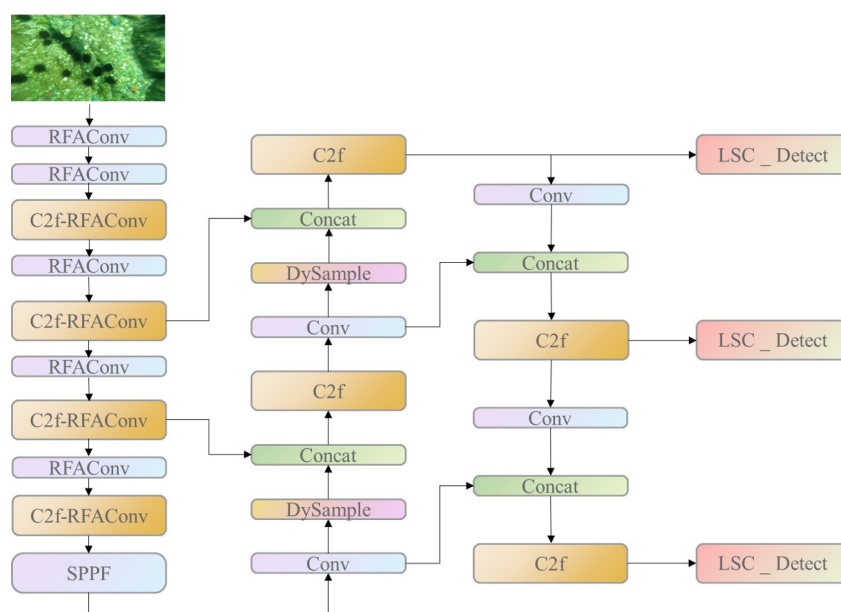 RFAConv
RFAConv
C2f-RFAConv
RFAConv
C2f-RFAConv
RFAConv
C2f-RFAConv
RFAConv
C2f-RFAConv
SPPF
C2f
Concat
DySample
Conv
C2f
Concat
DySample
Conv
Conv
Concat
C2f
Conv
Concat
C2f
LSC _ Detect
LSC _ Detect
LSC _ Detect